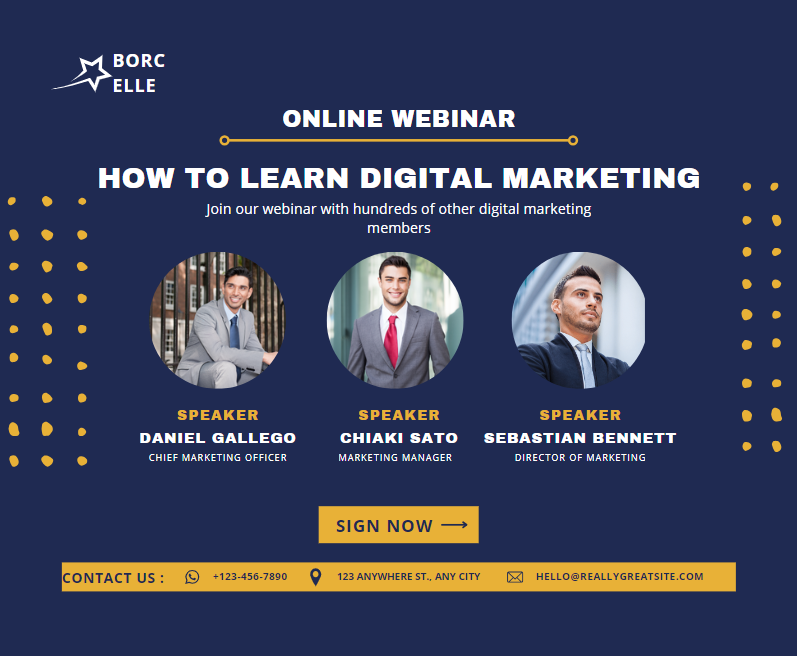 BORC
ELLE
ONLINE WEBINAR
HOW TO LEARN DIGITAL MARKETING
Join our webinar with hundreds of other digital marketing
members
SPEAKER
DANIEL GALLEGO
CHIEF MARKETING OFFICER
SPEAKER
CHIAKI SATO
MARKETING MANAGER
SPEAKER
SEBASTIAN BENNETT
DIRECTOR OF MARKETING
SIGN NOW
CONTACT US : +123-456-7890 123 ANYWHERE ST., ANY CITY HELLO@REALLYGREATSITE.COM